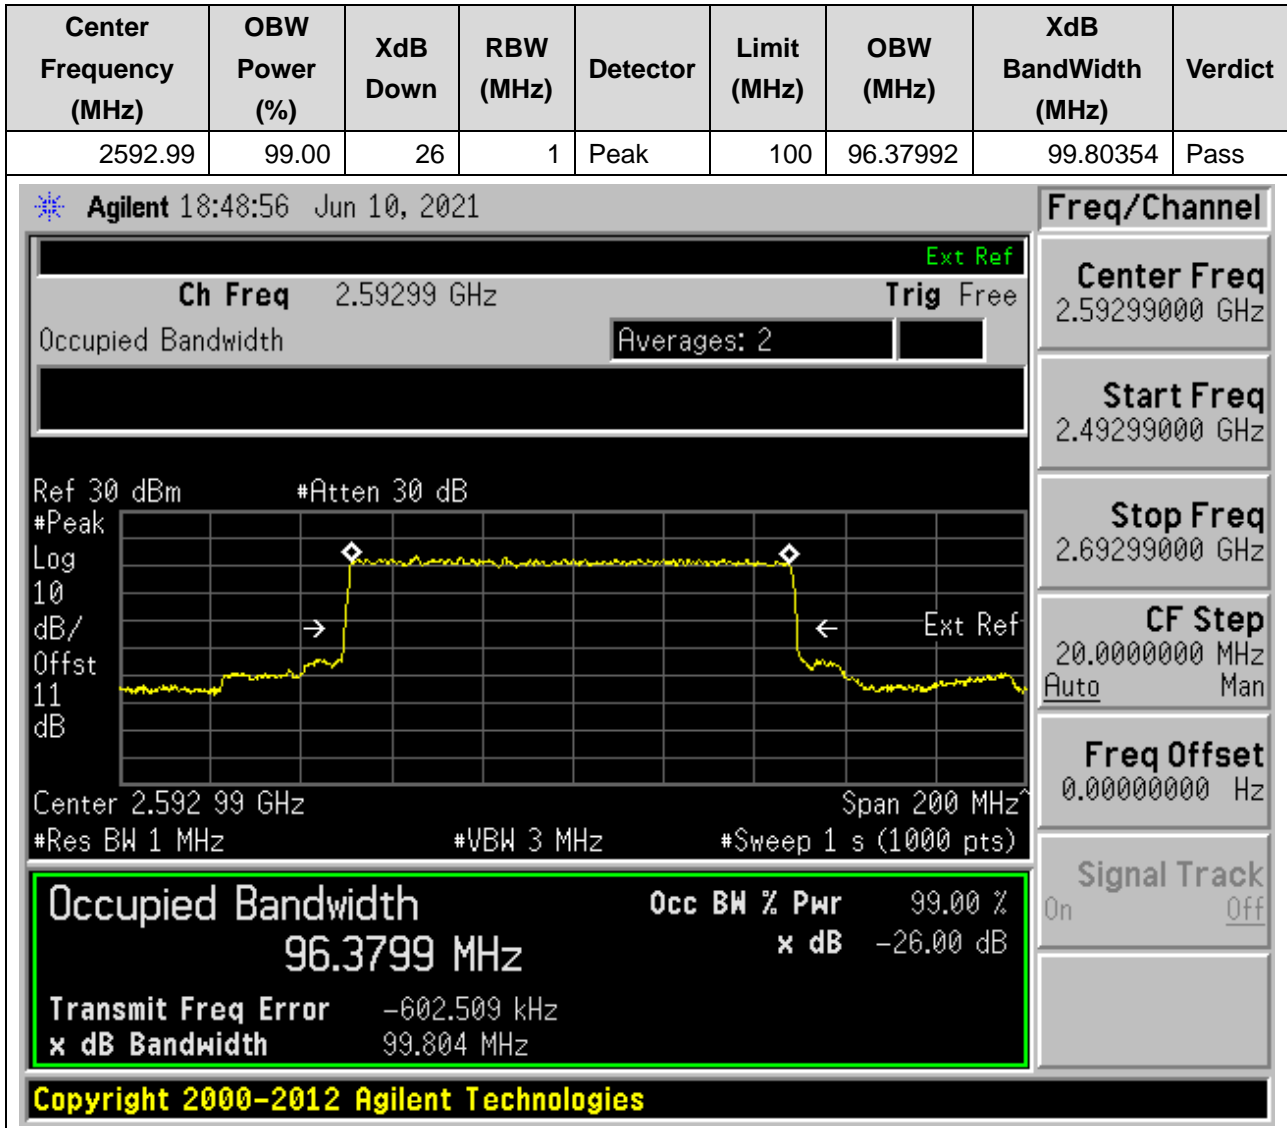 Center Frequency (MHz) OBW Power (%) XdB Down RBW (MHz) Detector Limit (MHz) OBW (MHz) XdB BandWidth (MHz) Verdict
2592.99 99.00 26 1 Peak 100 96.37992 99.80354 Pass
Agilent 18:48:56 Jun 10, 2021
Ext Ref
Ch Freq 2.59299 GHz Trig Free
Occupied Bandwidth Averages: 2
Ref 30 dBm #Atten 30 dB
#Peak
Log
10
dB/
Offst
11
dB
Ext Ref
Center 2.592 99 GHz Span 200 MHz^
#Res BW 1 MHz #VBW 3 MHz #Sweep 1 s (1000 pts)
Occupied Bandwidth Occ BW % Pwr 99.00 %
96.3799 MHz x dB -26.00 dB
Transmit Freq Error -602.509 kHz
x dB Bandwidth 99.804 MHz
Copyright 2000-2012 Agilent Technologies
Freq/Channel
Center Freq
2.59299000 GHz
Start Freq
2.49299000 GHz
Stop Freq
2.69299000 GHz
CF Step
20.0000000 MHz
Auto Man
Freq Offset
0.00000000 Hz
Signal Track
On Off